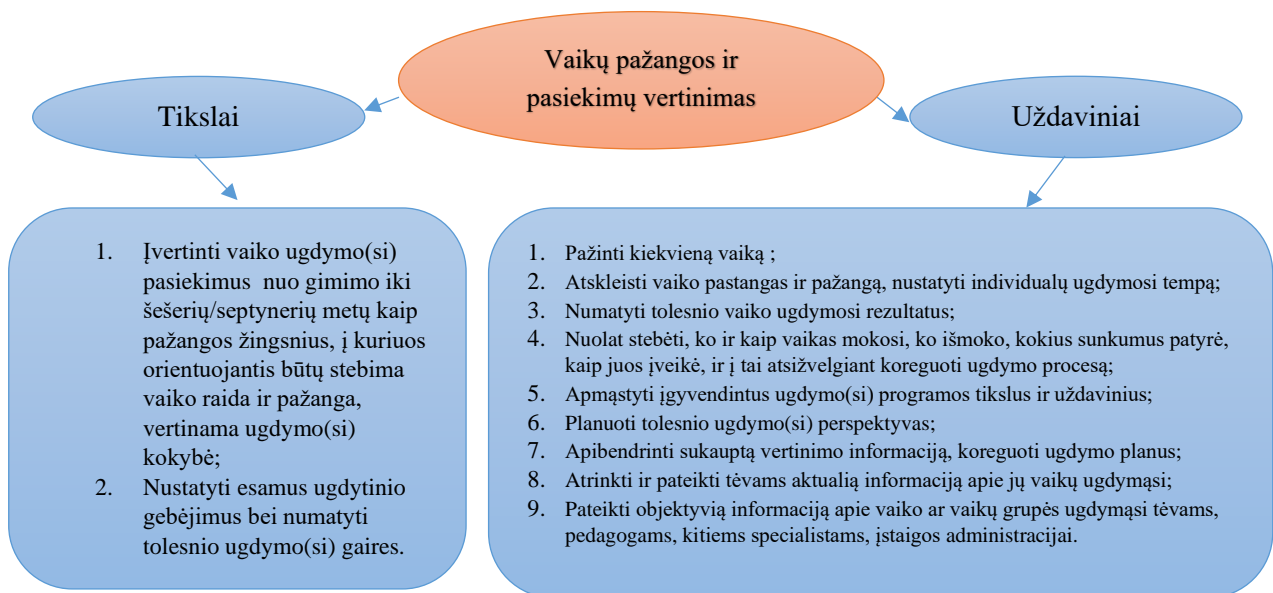 Vaikų pažangos ir
pasiekimų vertinimas
Tikslai
Uždaviniai
1. Įvertinti vaiko ugdymo(si)
pasiekimus  nuo gimimo iki
šešerių/septynerių metų kaip
pažangos žingsnius, į kuriuos
orientuojantis būtų stebima
vaiko raida ir pažanga,
vertinama ugdymo(si)
kokybė;
2. Nustatyti esamus ugdytinio
gebėjimus bei numatyti
tolesnio ugdymo(si) gaires.
1. Pažinti kiekvieną vaiką ;
2. Atskleisti vaiko pastangas ir pažangą, nustatyti individualų ugdymosi tempą;
3. Numatyti tolesnio vaiko ugdymosi rezultatus;
4. Nuolat stebėti, ko ir kaip vaikas mokosi, ko išmoko, kokius sunkumus patyrė,
kaip juos įveikė, ir į tai atsižvelgiant koreguoti ugdymo procesą;
5. Apmąstyti įgyvendintus ugdymo(si) programos tikslus ir uždavinius;
6. Planuoti tolesnio ugdymo(si) perspektyvas;
7. Apibendrinti sukauptą vertinimo informaciją, koreguoti ugdymo planus;
8. Atrinkti ir pateikti tėvams aktualią informaciją apie jų vaikų ugdymąsi;
9. Pateikti objektyvią informaciją apie vaiko ar vaikų grupės ugdymąsi tėvams,
pedagogams, kitiems specialistams, įstaigos administracijai.